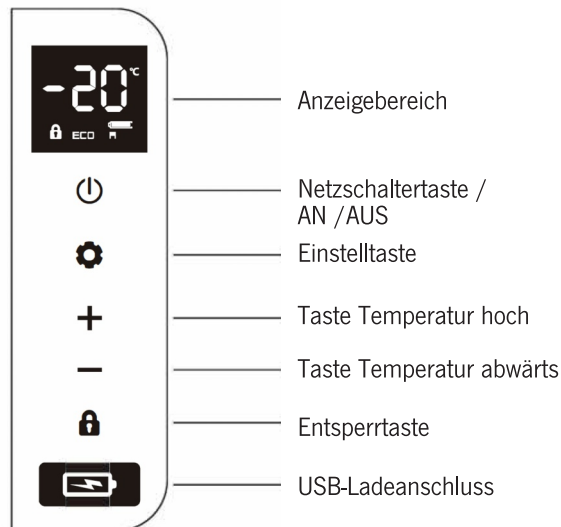 -20 °C
ECO
Anzeigebereich
Netzschaltertaste /
AN /AUS
Einstelltaste
Taste Temperatur hoch
Taste Temperatur abwärts
Entsperrtaste
USB-Ladeanschluss